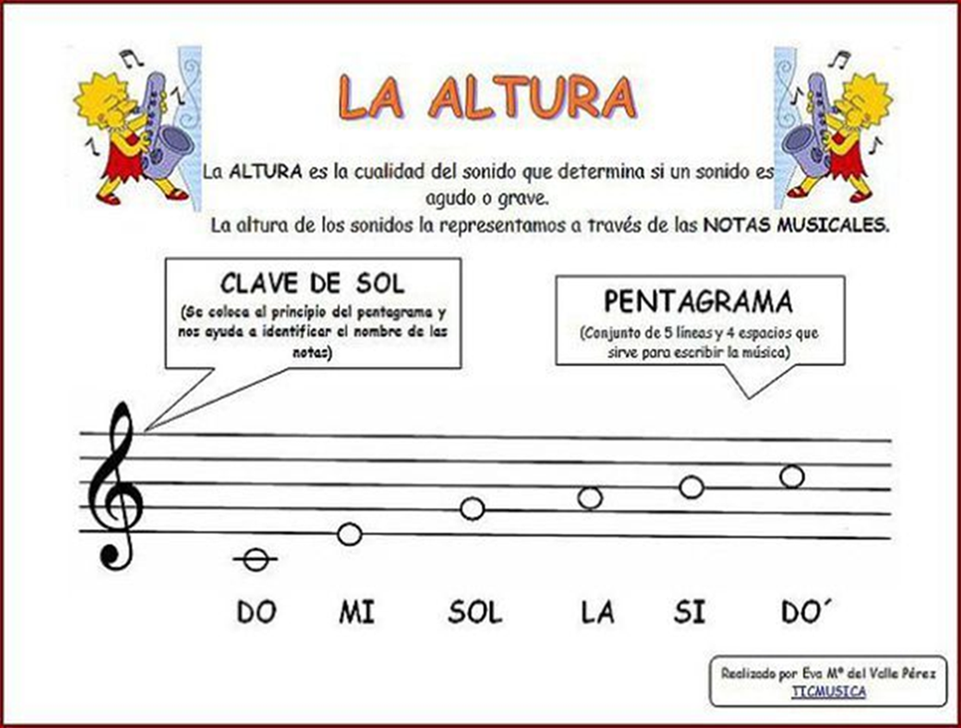 LA ALTURA
La ALTURA es la cualidad del sonido que determina si un sonido es
agudo o grave.
La altura de los sonidos la representamos a través de las NOTAS MUSICALES.
CLAVE DE SOL
(Se coloca al principio del pentagrama y
nos ayuda a identificar el nombre de las
notas)
PENTAGRAMA
(Conjunto de 5 líneas y 4 espacios que
sirve para escribir la música)
DO MI SOL LA SI DO´
Realizado por Eva Mª del Valle Pérez
TICMUSICA